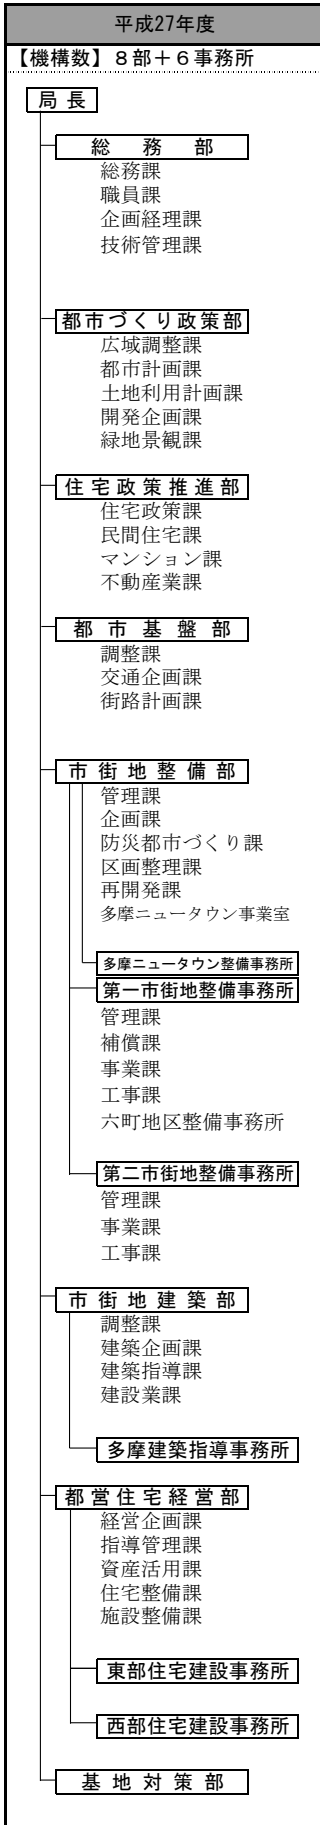 平成27年度
【機構数】８部＋６事務所
局長
総務部
総務課
職員課
企画経理課
技術管理課
都市づくり政策部
広域調整課
都市計画課
土地利用計画課
開発企画課
緑地景観課
住宅政策推進部
住宅政策課
民間住宅課
マンション課
不動産業課
都市基盤部
調整課
交通企画課
街路計画課
市街地整備部
管理課
企画課
防災都市づくり課
区画整理課
再開発課
多摩ニュータウン事業室
多摩ニュータウン整備事務所
第一市街地整備事務所
管理課
補償課
事業課
工事課
六町地区整備事務所
第二市街地整備事務所
管理課
事業課
工事課
市街地建築部
調整課
建築企画課
建築指導課
建設業課
多摩建築指導事務所
都営住宅経営部
経営企画課
指導管理課
資産活用課
住宅整備課
施設整備課
東部住宅建設事務所
西部住宅建設事務所
基地対策部